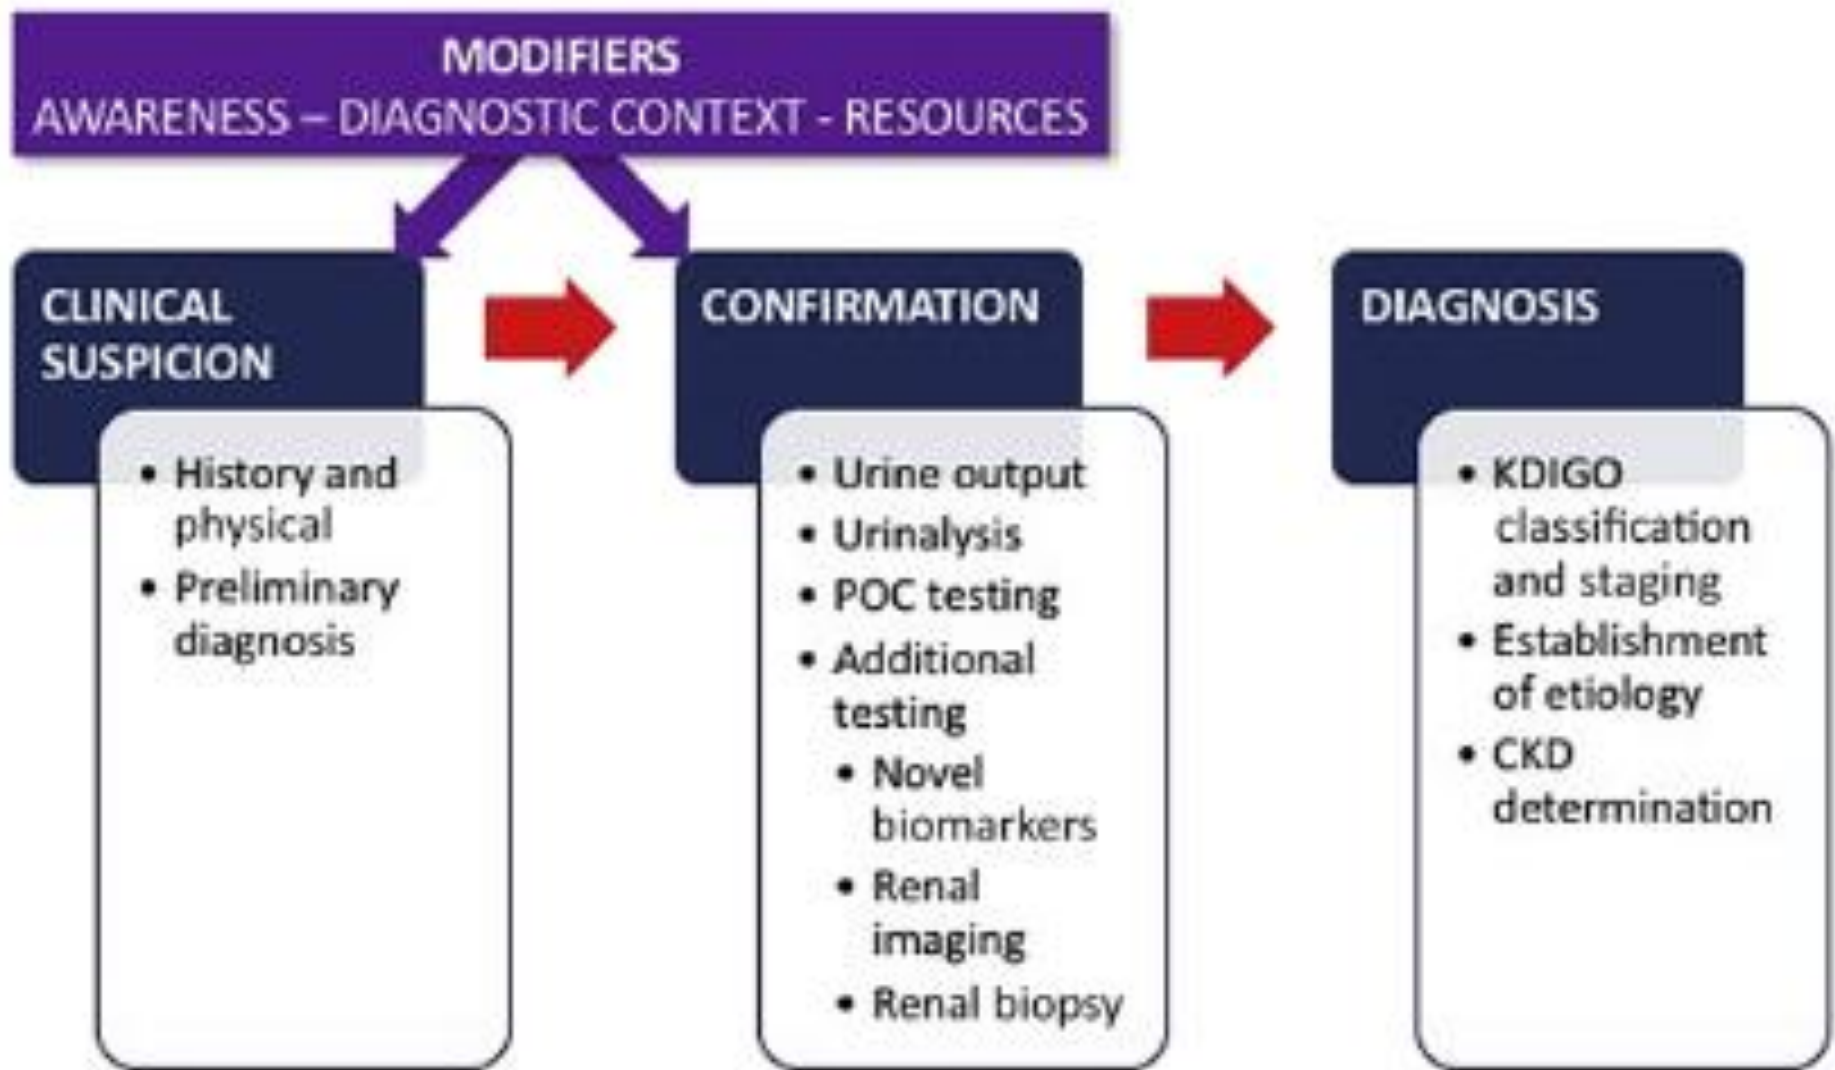 MODIFIERS
AWARENESS – DIAGNOSTIC CONTEXT - RESOURCES
CLINICAL
SUSPICION
• History and
physical
• Preliminary
diagnosis
CONFIRMATION
• Urine output
• Urinalysis
• POC testing
• Additional
testing
• Novel
biomarkers
• Renal
imaging
• Renal biopsy
DIAGNOSIS
• KDIGO
classification
and staging
• Establishment
of etiology
• CKD
determination